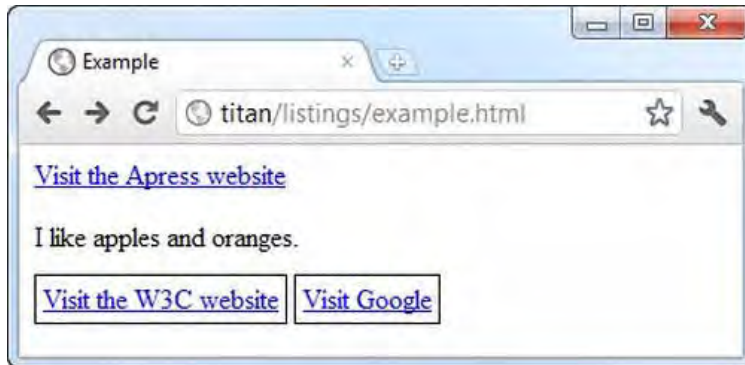 Example
titan/listings/example.html
Visit the Apress website
I like apples and oranges.
Visit the W3C website Visit Google